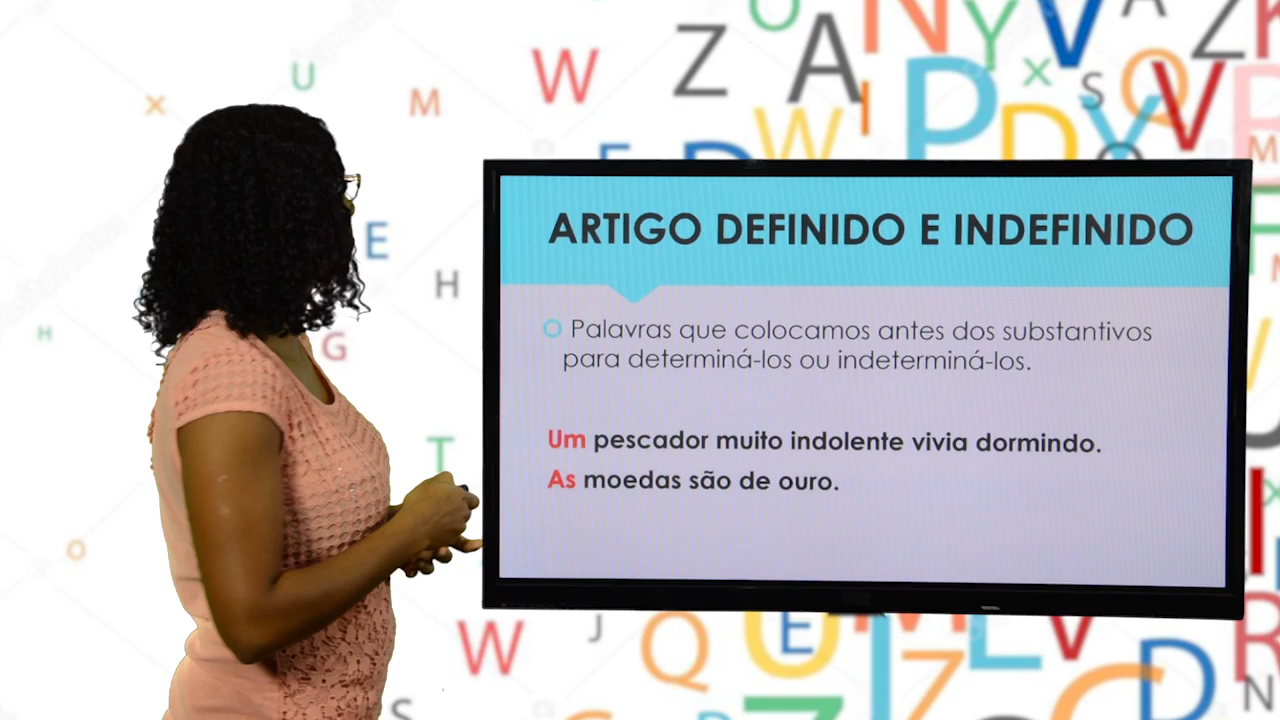 ARTIGO DEFINIDO E INDEFINIDO
Palavras que colocamos antes dos substantivos
para determiná-los ou indeterminá-los.
Um pescador muito indolente vivia dormindo.
As moedas são de ouro.